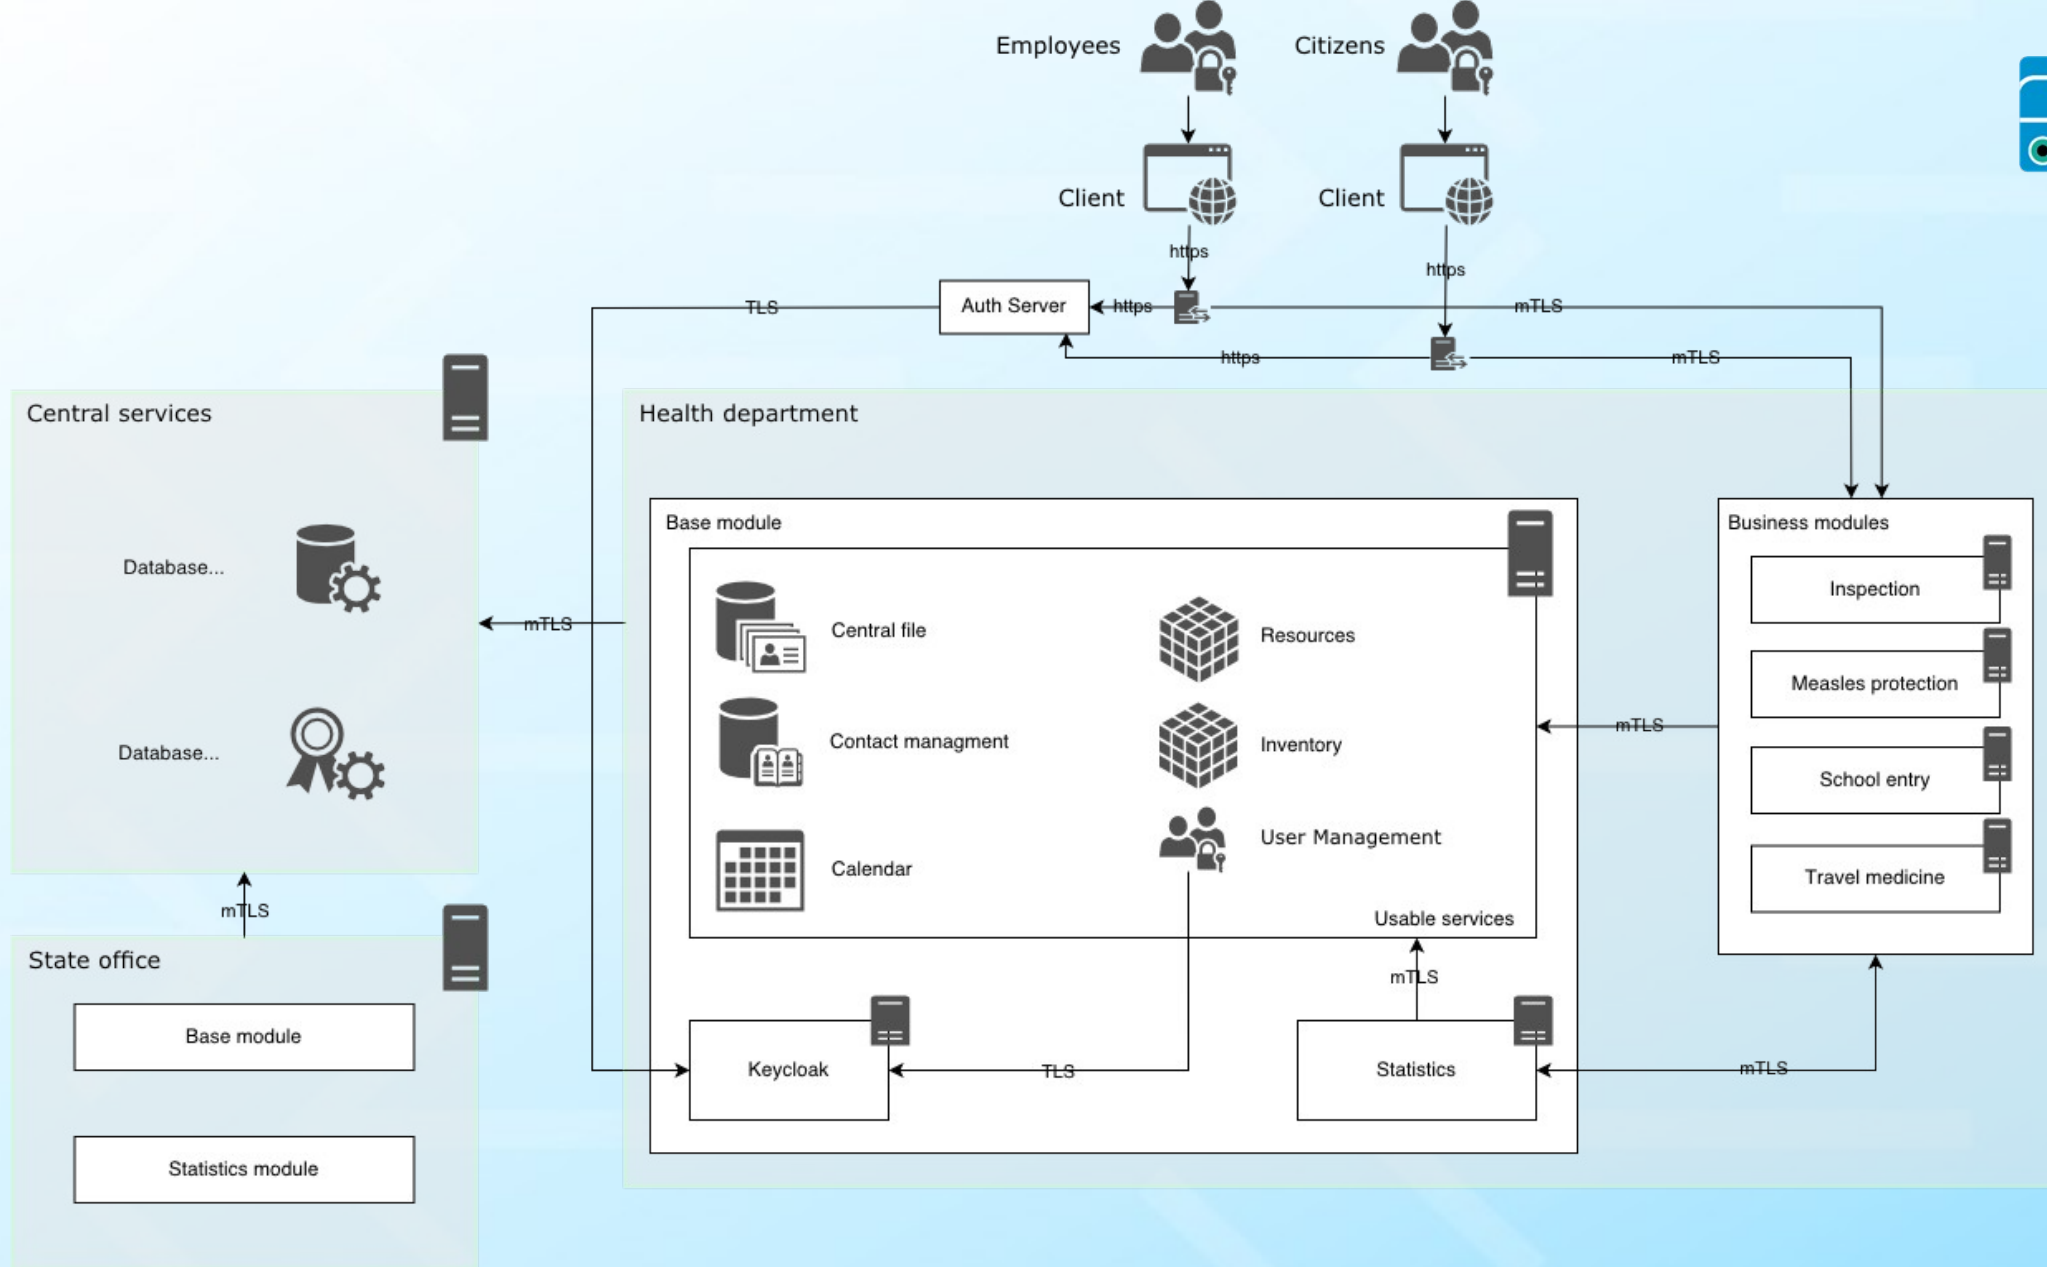 Employees
Citizens
Client
Client
https
https
Auth Server
TLS
https
mTLS
https
mTLS
Central services
Database...
Database...
mTLS
mTLS
State office
Base module
Statistics module
Health department
Base module
Central file
Resources
Contact managment
Inventory
Calendar
User Management
Usable services
mTLS
Keycloak
TLS
Statistics
mTLS
mTLS
Business modules
Inspection
Measles protection
School entry
Travel medicine